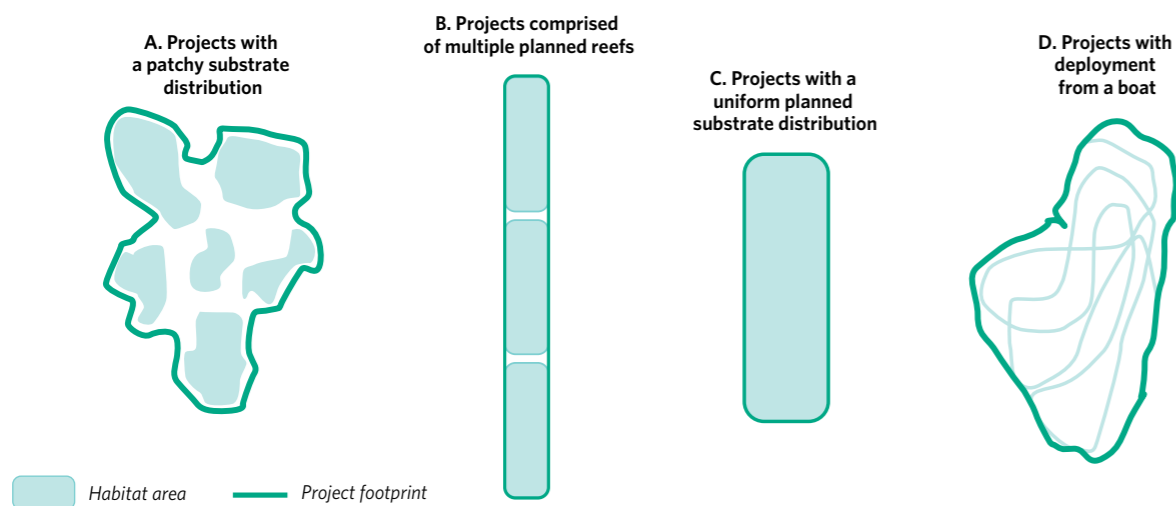 A. Projects with
a patchy substrate
distribution
B. Projects comprised
of multiple planned reefs
C. Projects with a
uniform planned
substrate distribution
D. Projects with
deployment
from a boat
Habitat area
Project footprint